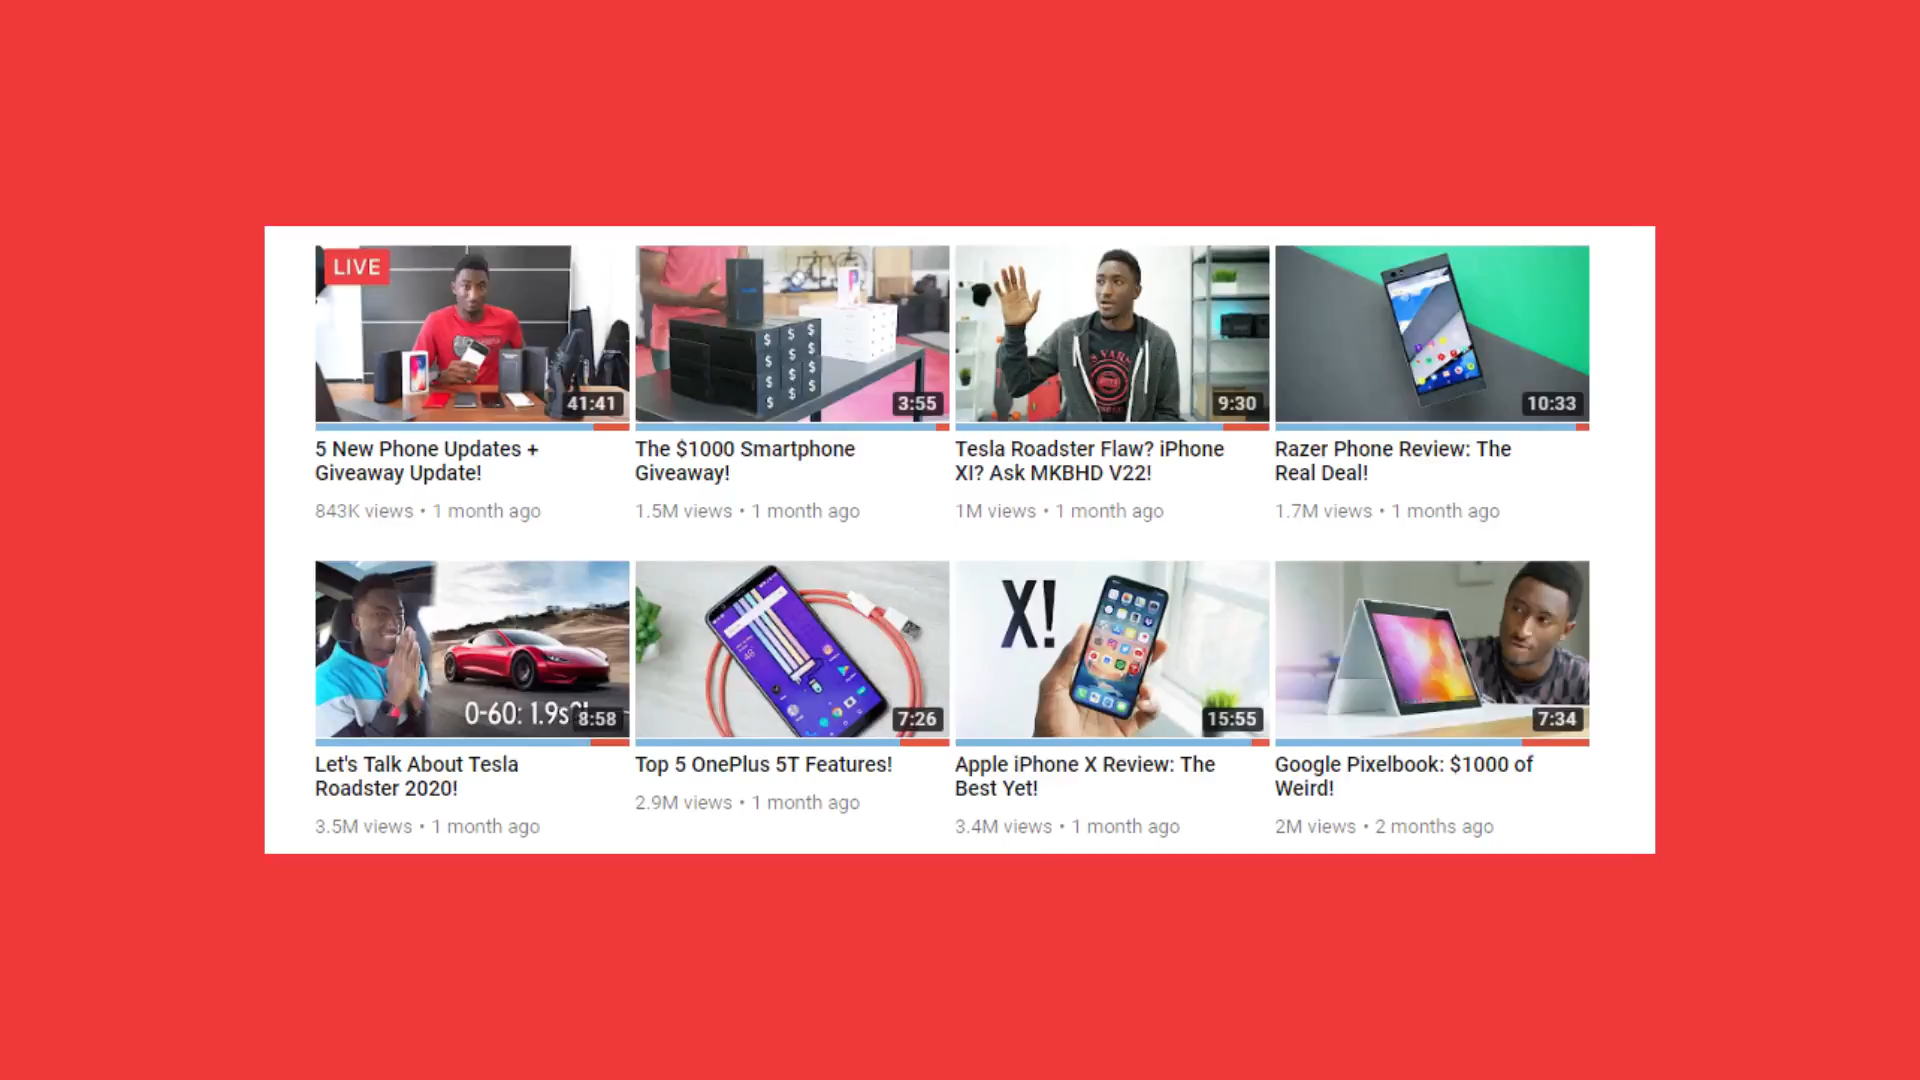 LIVE
41:41
3:55
$ $ $
$ $ $
$ $ $
$ $ $
9:30
10:33
5 New Phone Updates +
Giveaway Update!
843K views • 1 month ago
The $1000 Smartphone
Giveaway!
1.5M views • 1 month ago
Tesla Roadster Flaw? iPhone
XI? Ask MKBHD V22!
1M views • 1 month ago
Razer Phone Review: The
Real Deal!
1.7M views • 1 month ago
0-60: 1.9s
8:58
7:26
X!
15:55
7:34
Let's Talk About Tesla
Roadster 2020!
3.5M views • 1 month ago
Top 5 OnePlus 5T Features!
2.9M views • 1 month ago
Apple iPhone X Review: The
Best Yet!
3.4M views • 1 month ago
Google Pixelbook: $1000 of
Weird!
2M views • 2 months ago